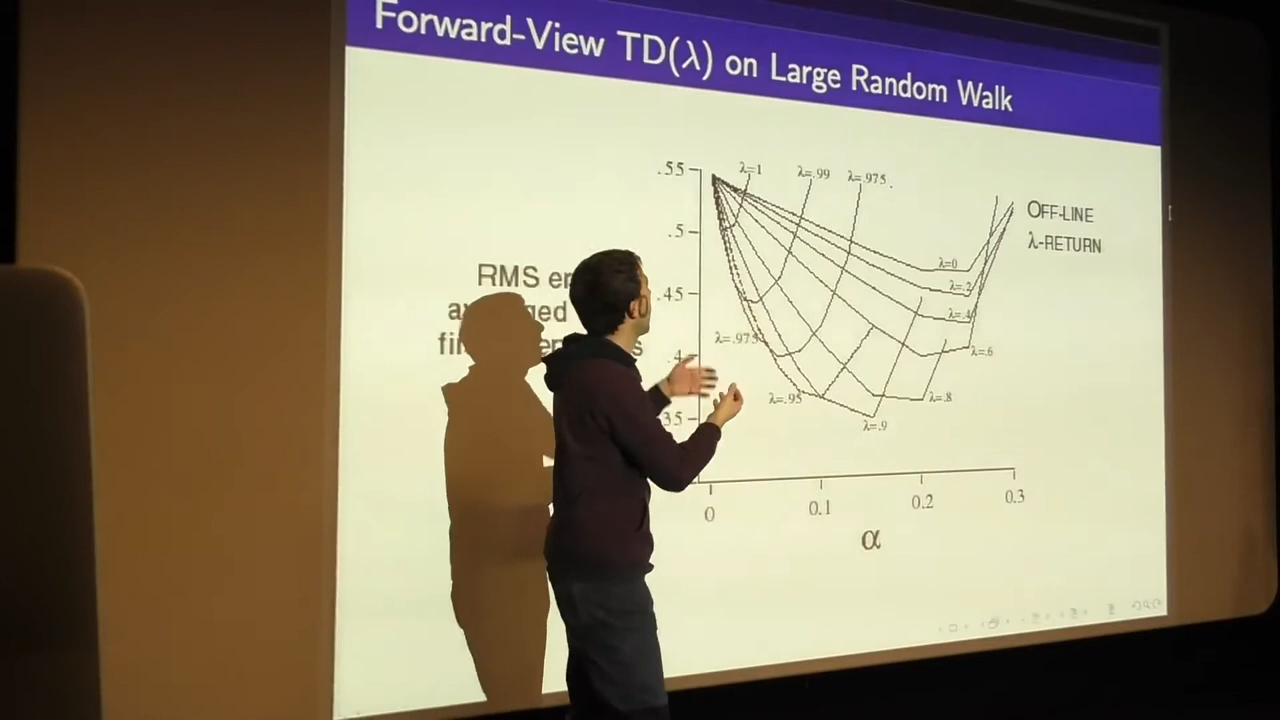 Forward-View TD(λ) on Large Random Walk
.55
λ=1
λ=.99
λ=.975
OFF-LINE
λ-RETURN
.5
λ=0
RMS
.45
λ=.2
λ=.4
λ=.975
λ=.6
.4
λ=.95
λ=.8
λ=.9
0
0.1
0.2
0.3
α